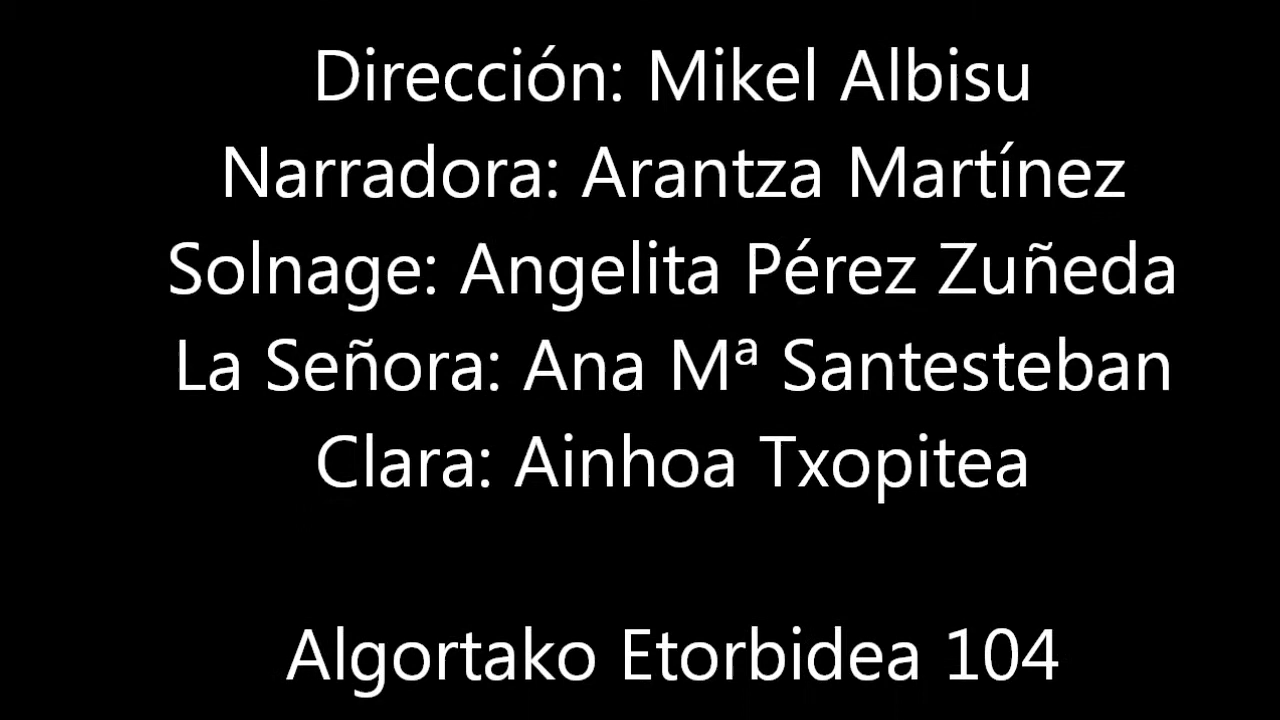 Dirección: Mikel Albisu
Narradora: Arantza Martínez
Solnage: Angelita Pérez Zuñeda
La Señora: Ana Mª Santesteban
Clara: Ainhoa Txopitea
Algortako Etorbidea 104